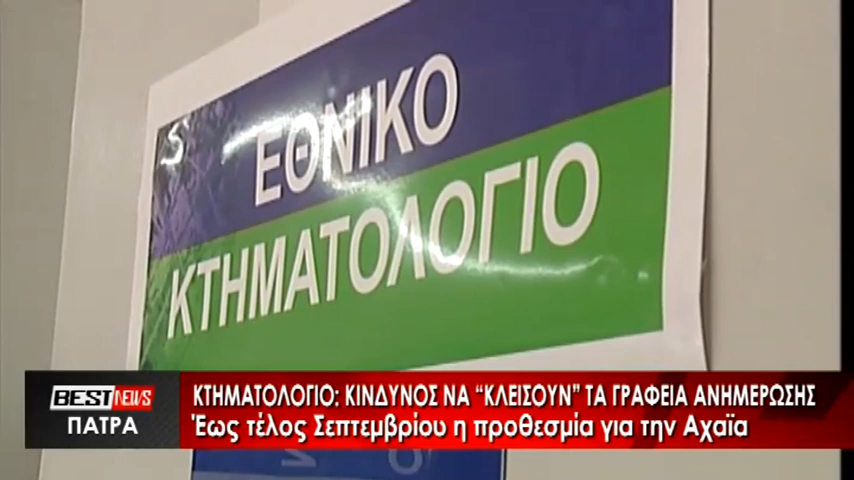 ΕΘΝΙΚΟ
ΚΤΗΜΑΤΟΛΟΓΙΟ
BEST NEWS
ΠΑΤΡΑ
ΚΤΗΜΑΤΟΛΟΓΙΟ: ΚΙΝΔΥΝΟΣ ΝΑ “ΚΛΕΙΣΟΥΝ” ΤΑ ΓΡΑΦΕΙΑ ΑΝΗΜΕΡΩΣΗΣ
Έως τέλος Σεπτεμβρίου η προθεσμία για την Αχαϊα